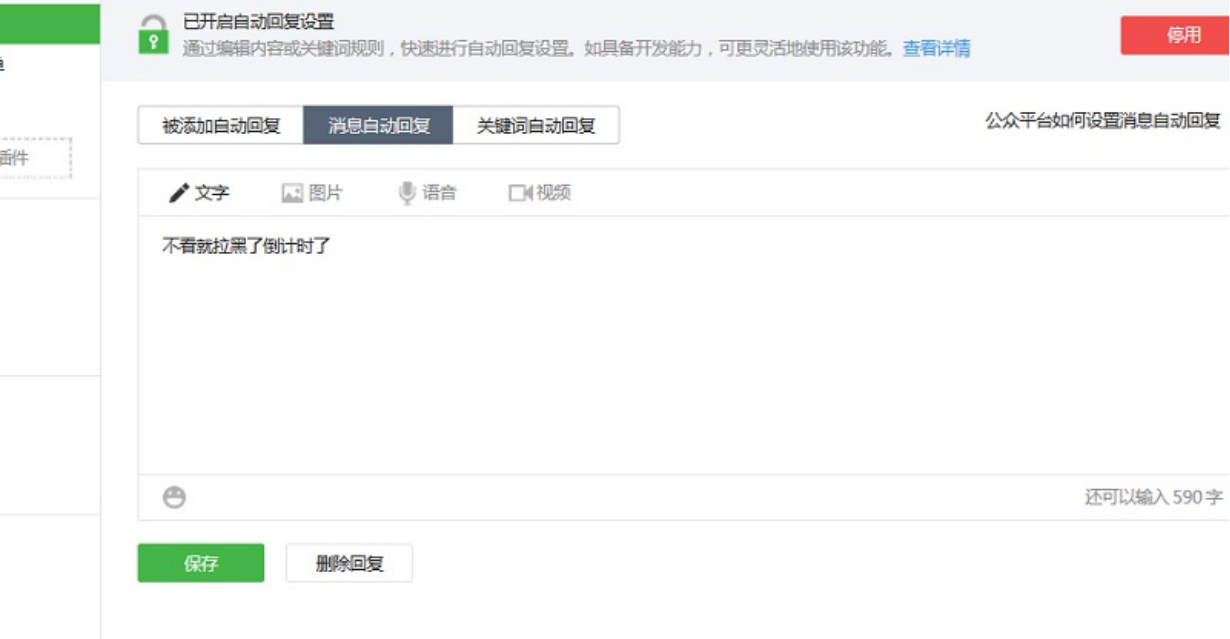 已开启自动回复设置
通过编辑内容或关键词规则，快速进行自动回复设置。如具备开发能力，可更灵活地使用该功能。查看详情
停用
被添加自动回复 消息自动回复 关键词自动回复
公众平台如何设置消息自动回复
插件
文字 图片 语音 视频
不看就拉黑了倒计时了
还可以输入 590 字
保存 删除回复